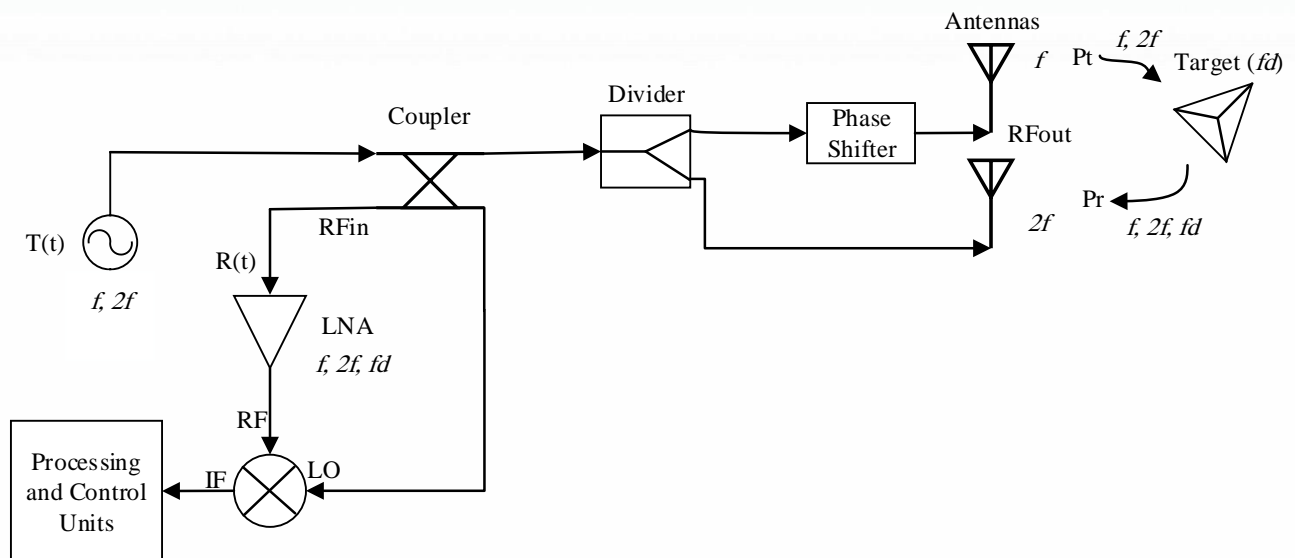 Antennas
f, 2f
f
Pt
Target (fd)
Divider
Coupler
Phase
Shifter
RFout
Pr
2f
f, 2f, fd
RFin
T(t)
R(t)
f, 2f
LNA
f, 2f, fd
RF
LO
IF
Processing
and Control
Units